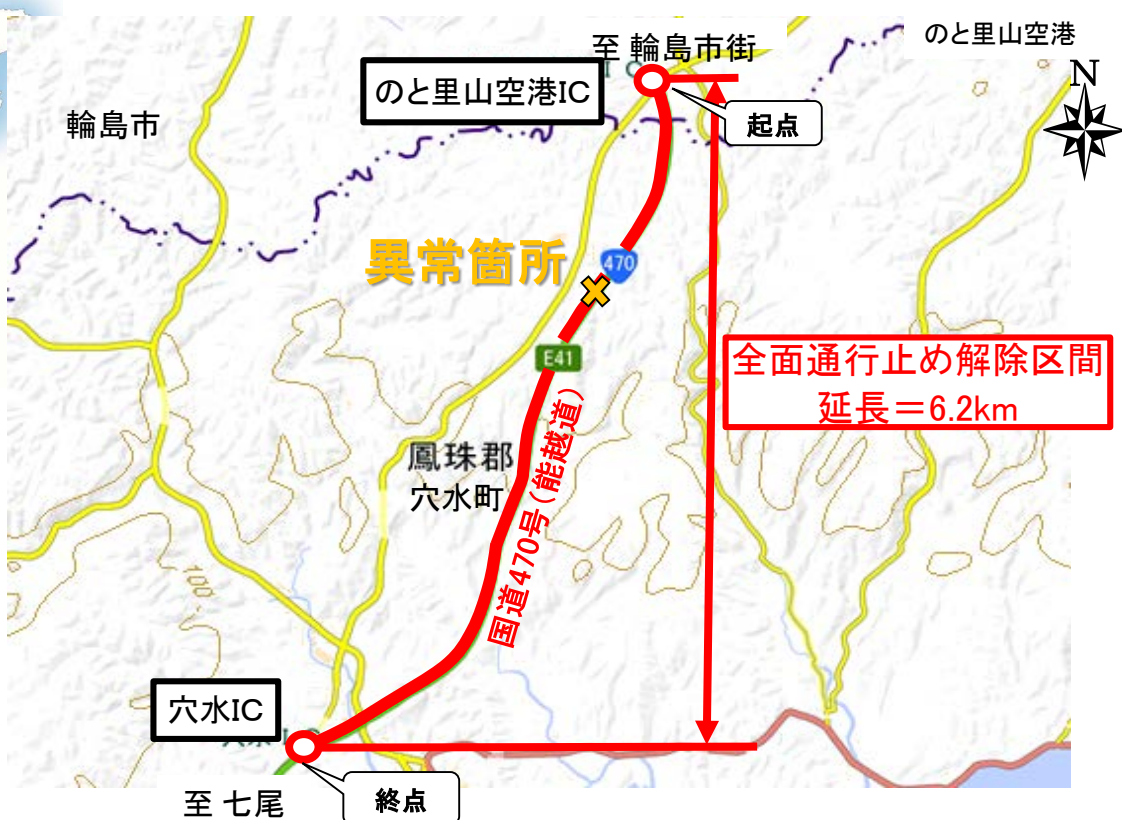 のと里山空港
至 輪島市街
N
のと里山空港IC
起点
輪島市
異常箇所
470
E41
全面通行止め解除区間
延長=6.2km
鳳珠郡
穴水町
国道470号(能越道)
100
穴水IC
至 七尾
終点